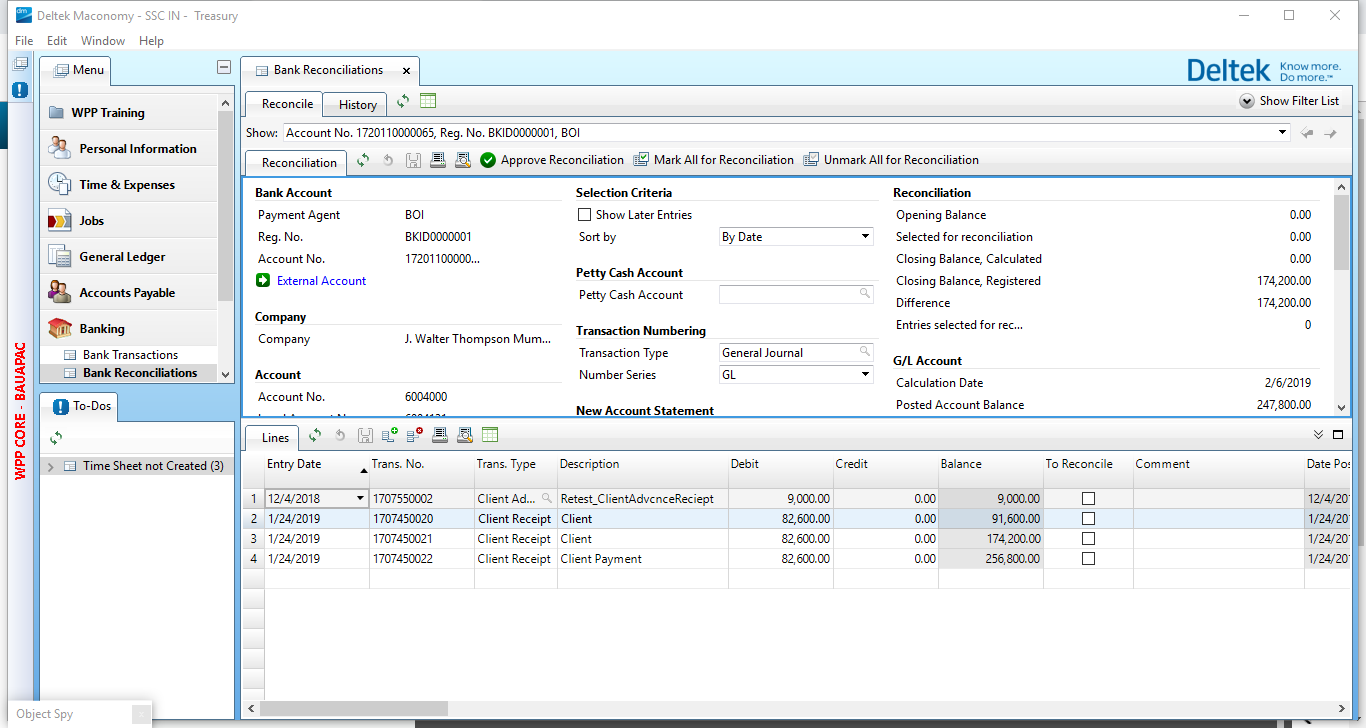 Deltek Maconomy - SSC IN - Treasury
File Edit Window Help
Menu
Bank Reconciliations
Deltek Know more. Do more.™
WPP Training
Personal Information
Time & Expenses
Jobs
General Ledger
Accounts Payable
Banking
Bank Transactions
Bank Reconciliations
To-Dos
Time Sheet not Created (3)
WPP CORE - BAUAPAC
Object Spy
Reconcile History
Show Filter List
Show: Account No. 1720110000065, Reg. No. BKID0000001, BOI
Reconciliation Approve Reconciliation Mark All for Reconciliation Unmark All for Reconciliation
Bank Account
Payment Agent BOI
Reg. No. BKID0000001
Account No. 17201100000...
External Account
Company
Company J. Walter Thompson Mum...
Account
Account No. 6004000
Selection Criteria
Show Later Entries
Sort by By Date
Petty Cash Account
Petty Cash Account
Transaction Numbering
Transaction Type General Journal
Number Series GL
New Account Statement
Reconciliation
Opening Balance 0.00
Selected for reconciliation 0.00
Closing Balance, Calculated 0.00
Closing Balance, Registered 174,200.00
Difference 174,200.00
Entries selected for rec... 0
G/L Account
Calculation Date 2/6/2019
Posted Account Balance 247,800.00
Lines
Entry Date Trans. No. Trans. Type Description Debit Credit Balance To Reconcile Comment Date Pos
1 12/4/2018 1707550002 Client Ad... Retest_ClientAdvcnceReciept 9,000.00 0.00 9,000.00 12/4/201
2 1/24/2019 1707450020 Client Receipt Client 82,600.00 0.00 91,600.00 1/24/201
3 1/24/2019 1707450021 Client Receipt Client 82,600.00 0.00 174,200.00 1/24/201
4 1/24/2019 1707450022 Client Receipt Client Payment 82,600.00 0.00 256,800.00 1/24/201